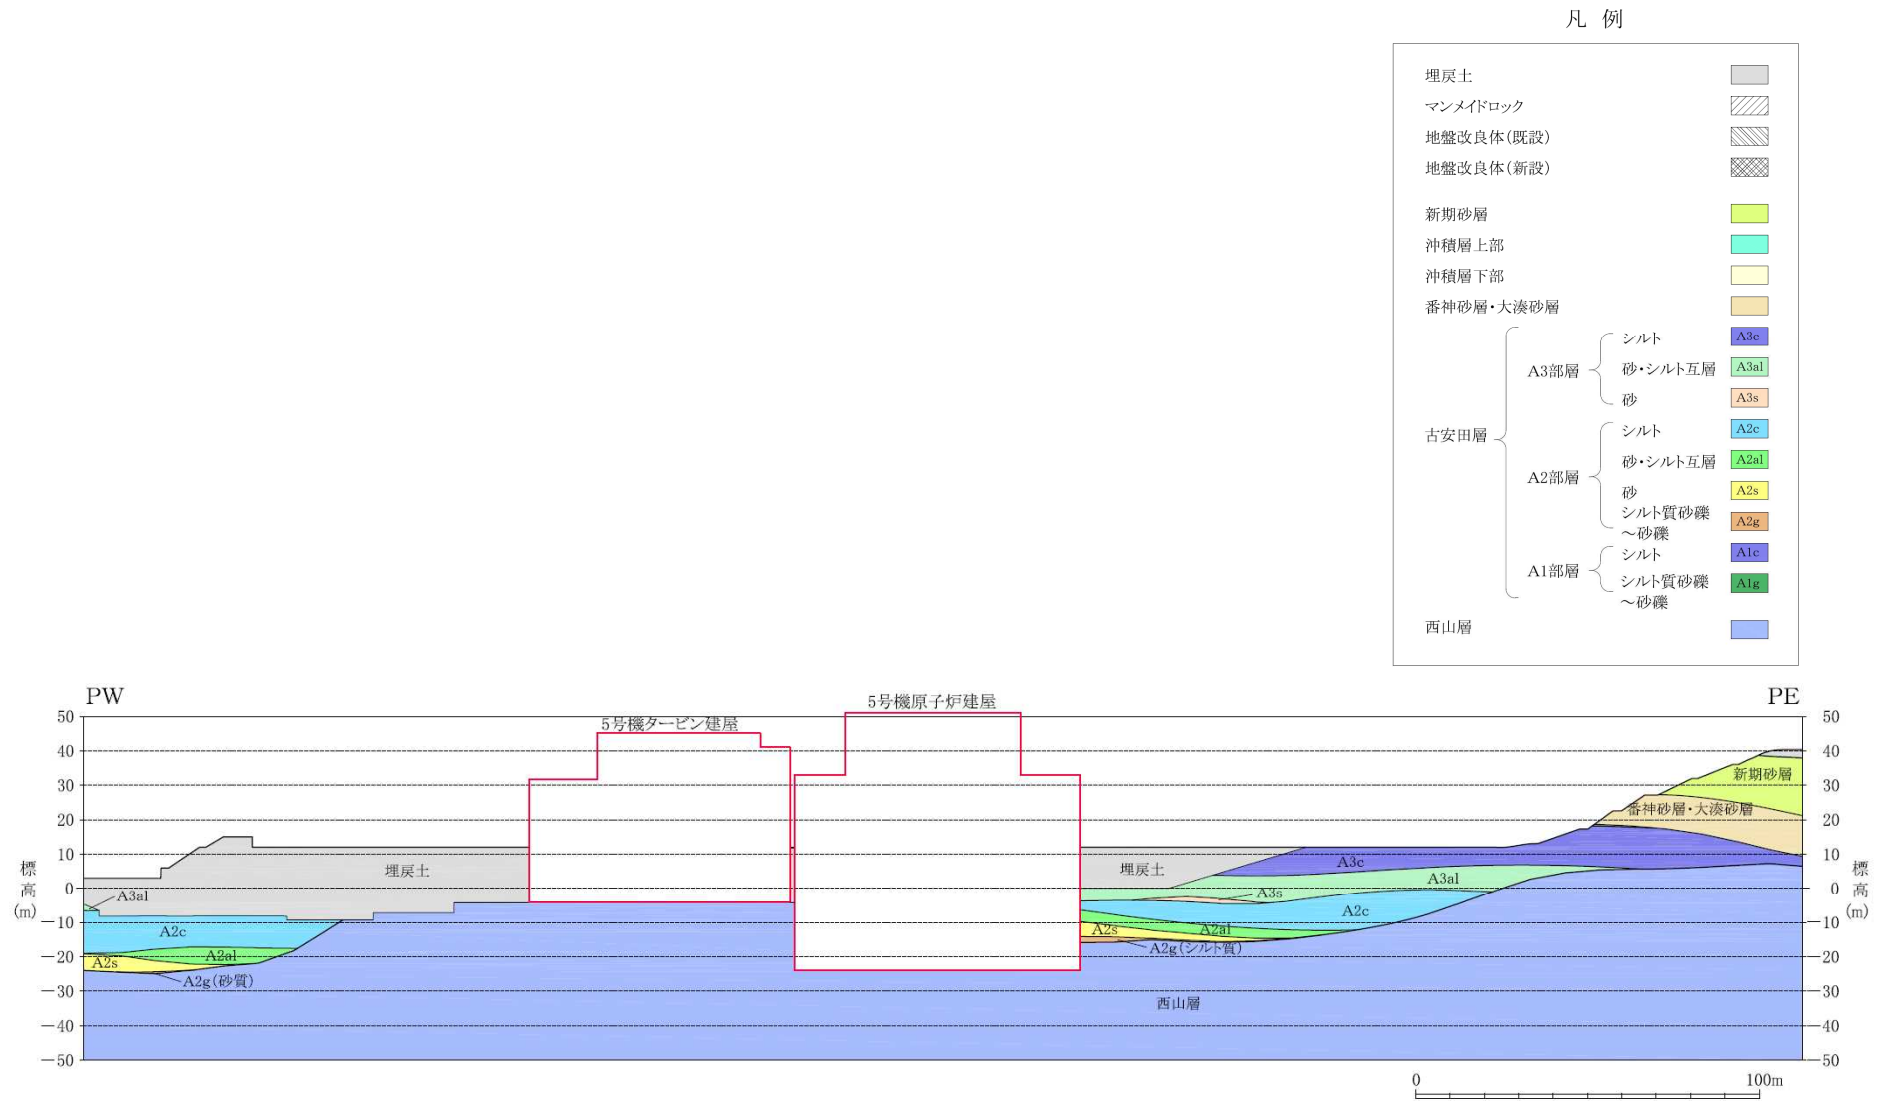 凡 例
埋戻土
マンメイドロック
地盤改良体(既設)
地盤改良体(新設)
新期砂層
沖積層上部
沖積層下部
番神砂層・大湊砂層
古安田層
A3部層
シルト A3c
砂・シルト互層 A3al
砂 A3s
A2部層
シルト A2c
砂・シルト互層 A2al
砂 A2s
シルト質砂礫
～砂礫 A2g
A1部層
シルト A1c
シルト質砂礫
～砂礫 A1g
西山層
PW
PE
5号機タービン建屋
5号機原子炉建屋
50
40
30
20
10
0
－10
－20
－30
－40
－50
標高(m)
埋戻土
A3al
A2c
A2al
A2s
A2g(砂質)
埋戻土
A3c
A3al
A3s
A2c
A2al
A2s
A2g(シルト質)
西山層
新期砂層
番神砂層・大湊砂層
50
40
30
20
10
0
－10
－20
－30
－40
－50
標高(m)
0 100m